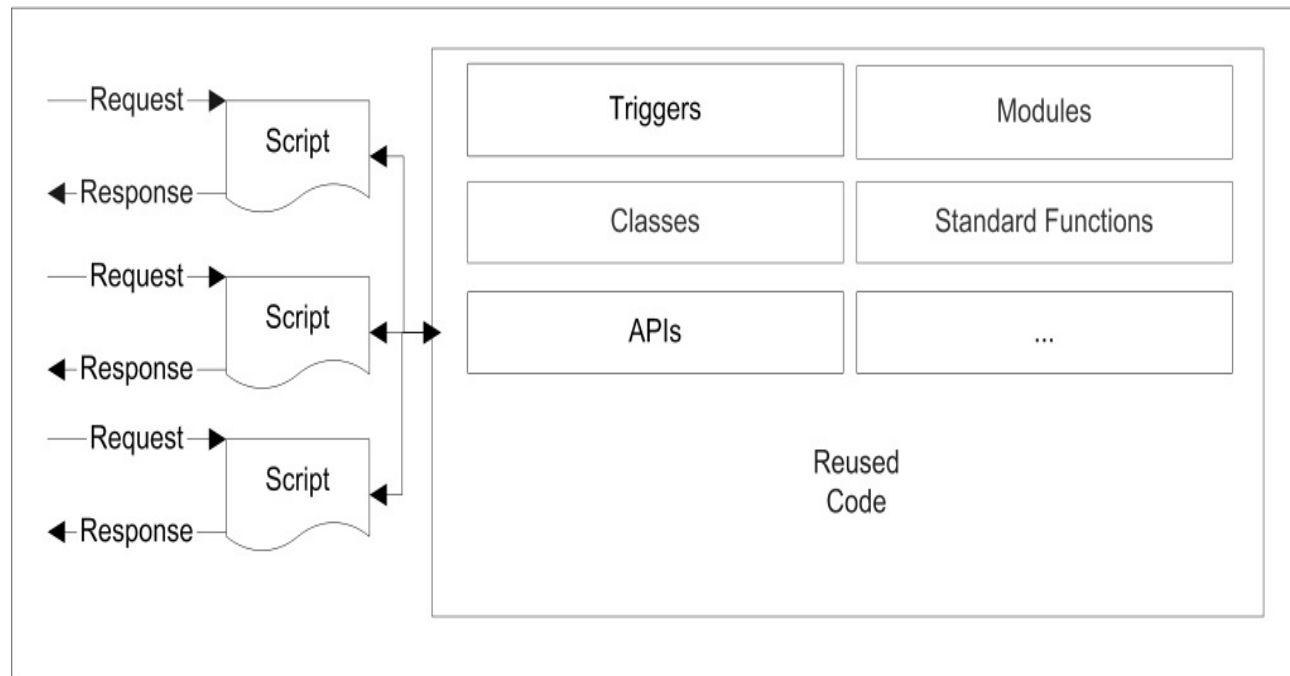 Request
Script
Response
Request
Script
Response
Request
Script
Response
Triggers
Modules
Classes
Standard Functions
APIs
...
Reused
Code